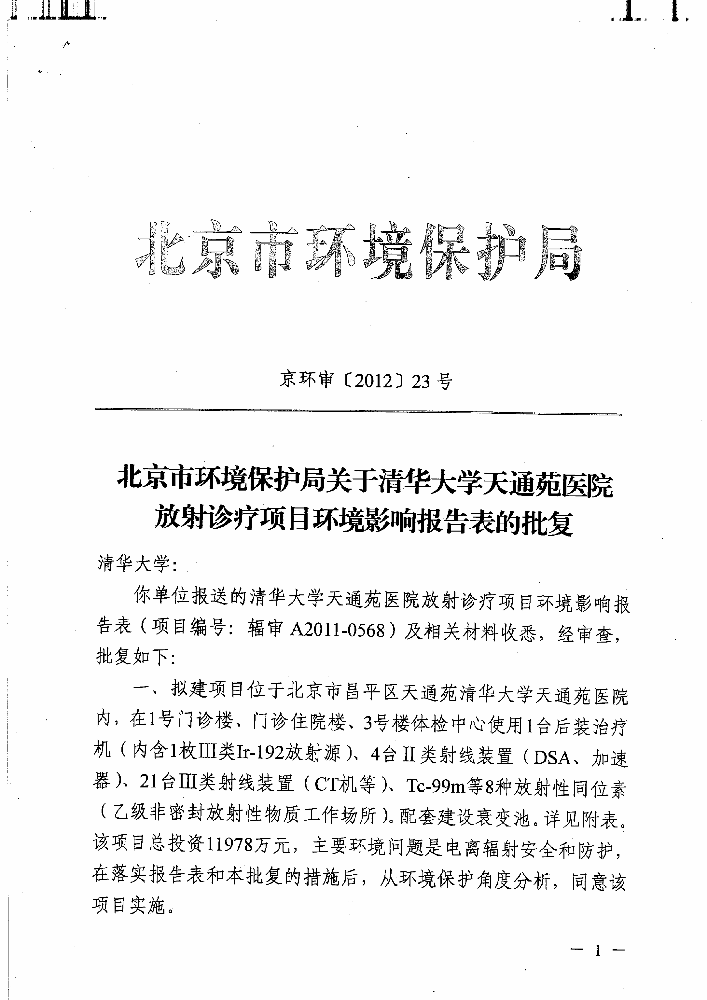 北京市环境保护局
京环审〔2012〕23 号
北京市环境保护局关于清华大学天通苑医院
放射诊疗项目环境影响报告表的批复
清华大学：
你单位报送的清华大学天通苑医院放射诊疗项目环境影响报
告表（项目编号：辐审 A2011-0568）及相关材料收悉，经审查，
批复如下：
一、拟建项目位于北京市昌平区天通苑清华大学天通苑医院
内，在1号门诊楼、门诊住院楼、3号楼体检中心使用1台后装治疗
机（内含1枚III类Ir-192放射源）、4台 II 类射线装置（DSA、加速
器）、21台III类射线装置（CT机等）、Tc-99m等8种放射性同位素
（乙级非密封放射性物质工作场所）。配套建设衰变池。详见附表。
该项目总投资11978万元，主要环境问题是电离辐射安全和防护，
在落实报告表和本批复的措施后，从环境保护角度分析，同意该
项目实施。
— 1 —